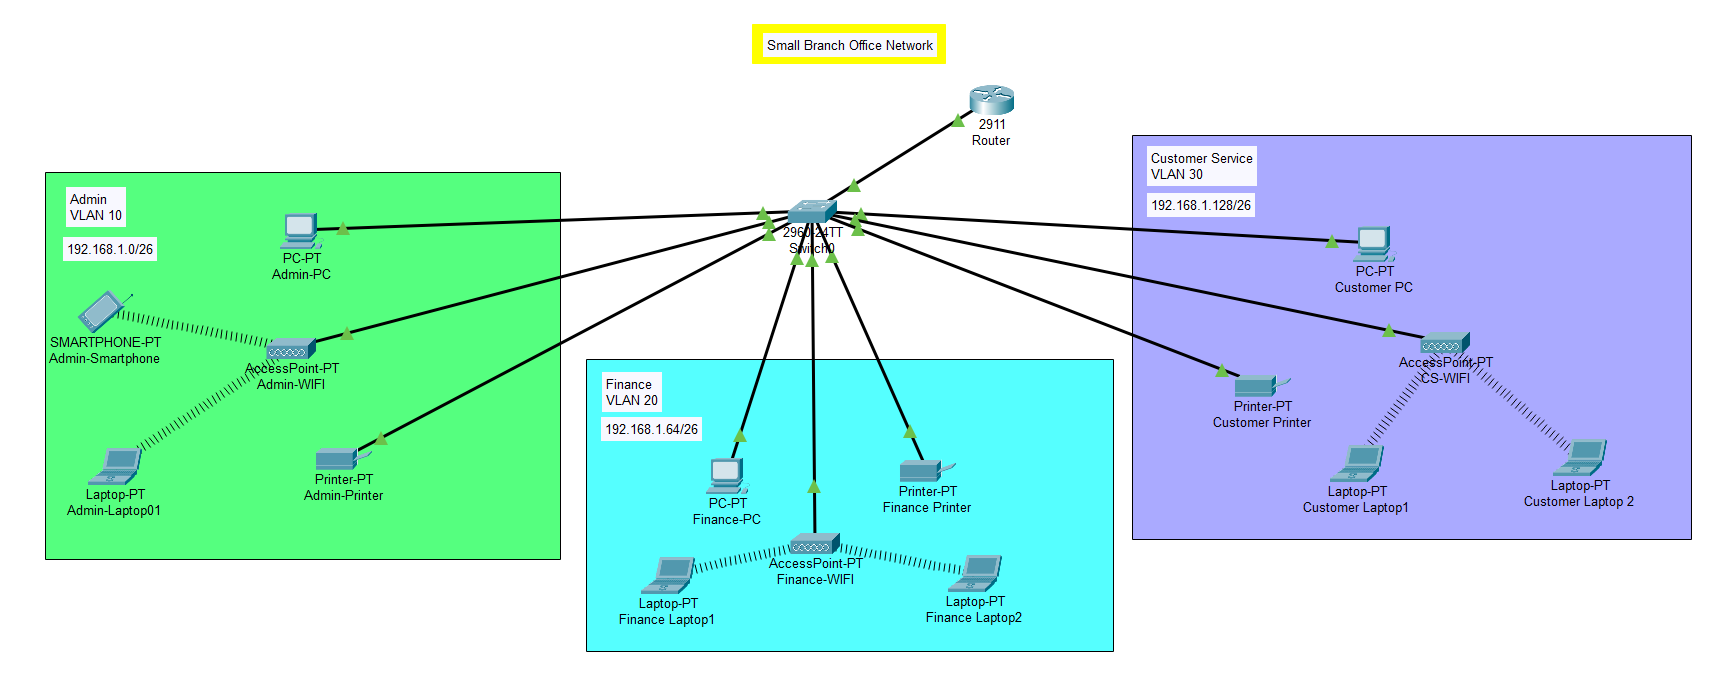 Small Branch Office Network
2911
Router
Admin
VLAN 10
192.168.1.0/26
PC-PT
Admin-PC
SMARTPHONE-PT
Admin-Smartphone
AccessPoint-PT
Admin-WIFI
Laptop-PT
Admin-Laptop01
Printer-PT
Admin-Printer
2960-24TT
Switch0
Finance
VLAN 20
192.168.1.64/26
PC-PT
Finance-PC
Printer-PT
Finance Printer
AccessPoint-PT
Finance-WIFI
Laptop-PT
Finance Laptop1
Laptop-PT
Finance Laptop2
Customer Service
VLAN 30
192.168.1.128/26
PC-PT
Customer PC
AccessPoint-PT
CS-WIFI
Printer-PT
Customer Printer
Laptop-PT
Customer Laptop1
Laptop-PT
Customer Laptop 2